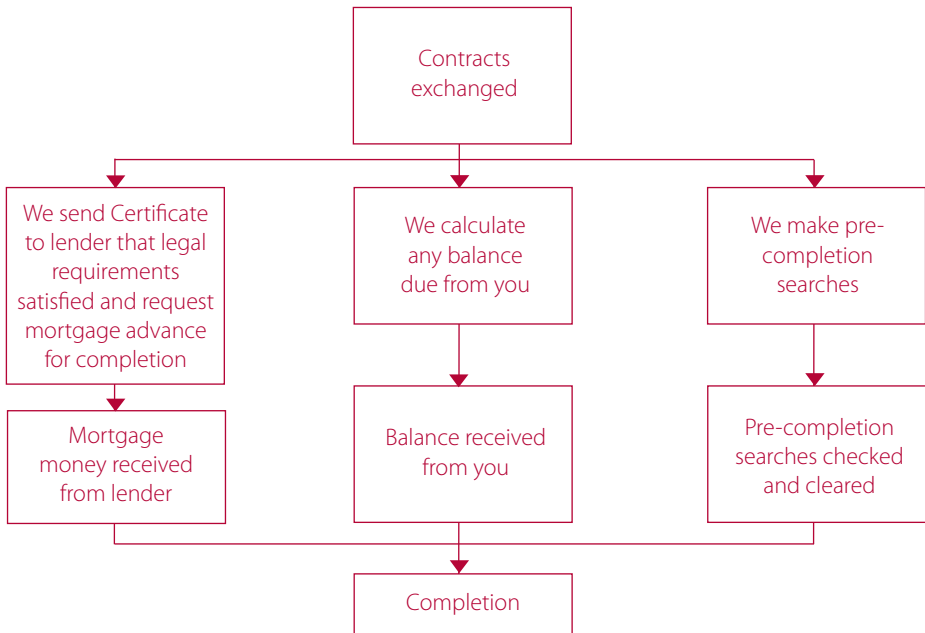 Contracts
exchanged
We send Certificate
to lender that legal
requirements
satisfied and request
mortgage advance
for completion
We calculate
any balance
due from you
We make pre-
completion
searches
Mortgage
money received
from lender
Balance received
from you
Pre-completion
searches checked
and cleared
Completion